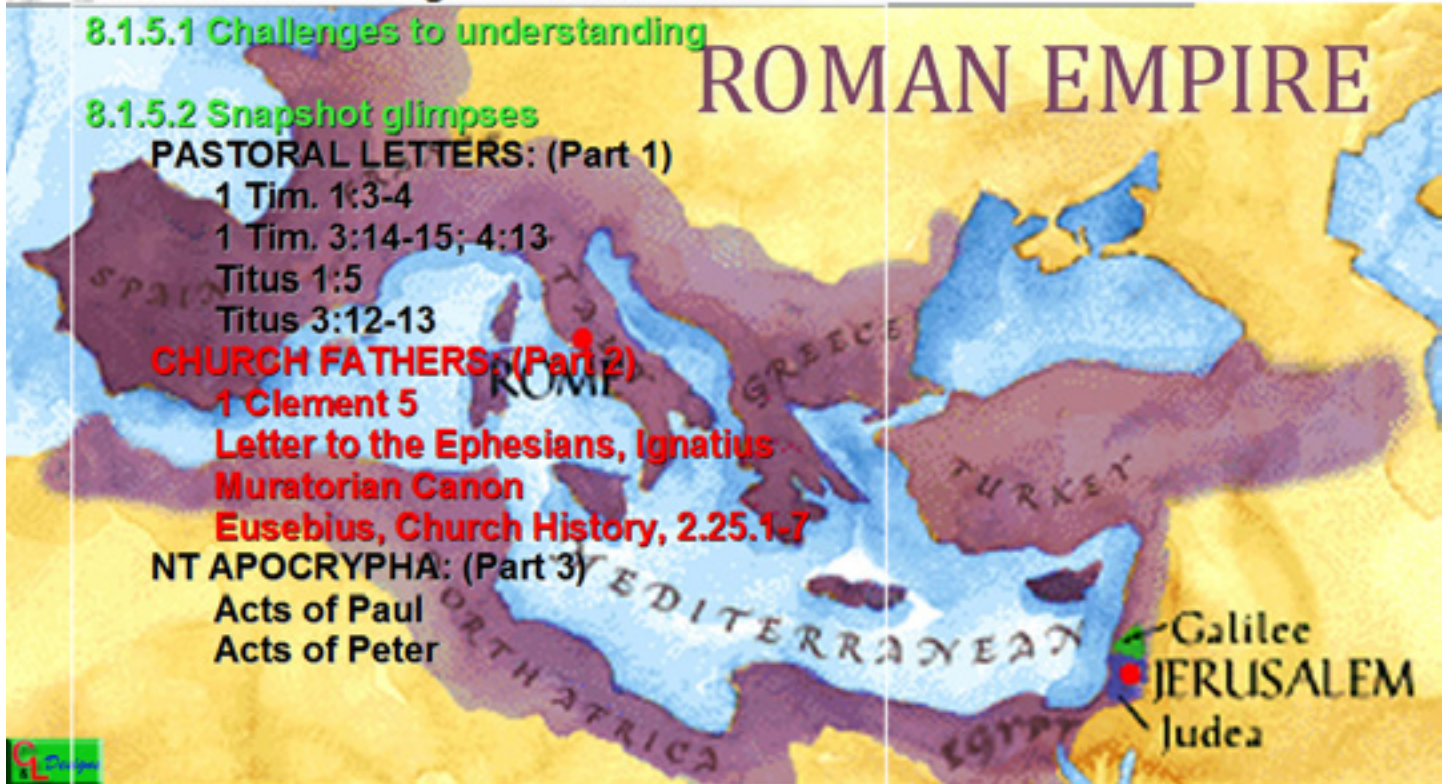 8.1.5.1 Challenges to understanding
ROMAN EMPIRE
8.1.5.2 Snapshot glimpses
PASTORAL LETTERS: (Part 1)
1 Tim. 1:3-4
1 Tim. 3:14-15; 4:13
Titus 1:5
Titus 3:12-13
CHURCH FATHERS: (Part 2)
1 Clement 5
Letter to the Ephesians, Ignatius
Muratorian Canon
Eusebius, Church History, 2.25.1-7
NT APOCRYPHA: (Part 3)
Acts of Paul
Acts of Peter
SPAIN
ITALY
ROME
GREECE
TURKEY
MEDITERRANEAN
NORTH AFRICA
EGYPT
Galilee
JERUSALEM
Judea
C&L Designs